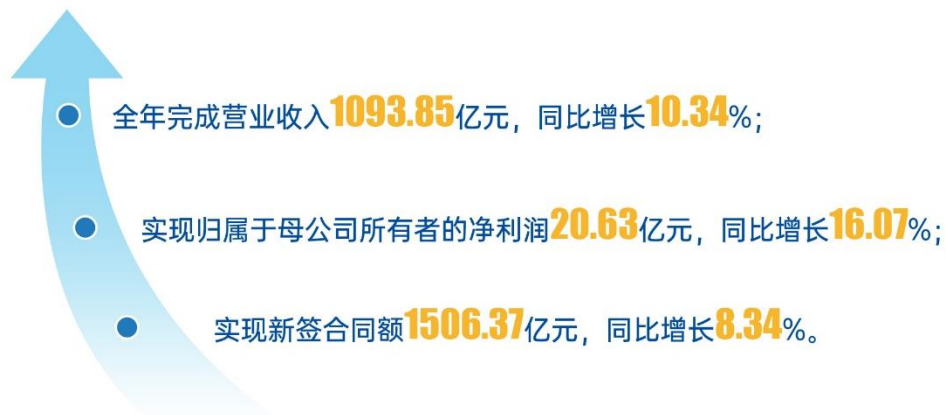 全年完成营业收入1093.85亿元，同比增长10.34%；
实现归属于母公司所有者的净利润20.63亿元，同比增长16.07%；
实现新签合同额1506.37亿元，同比增长8.34%。